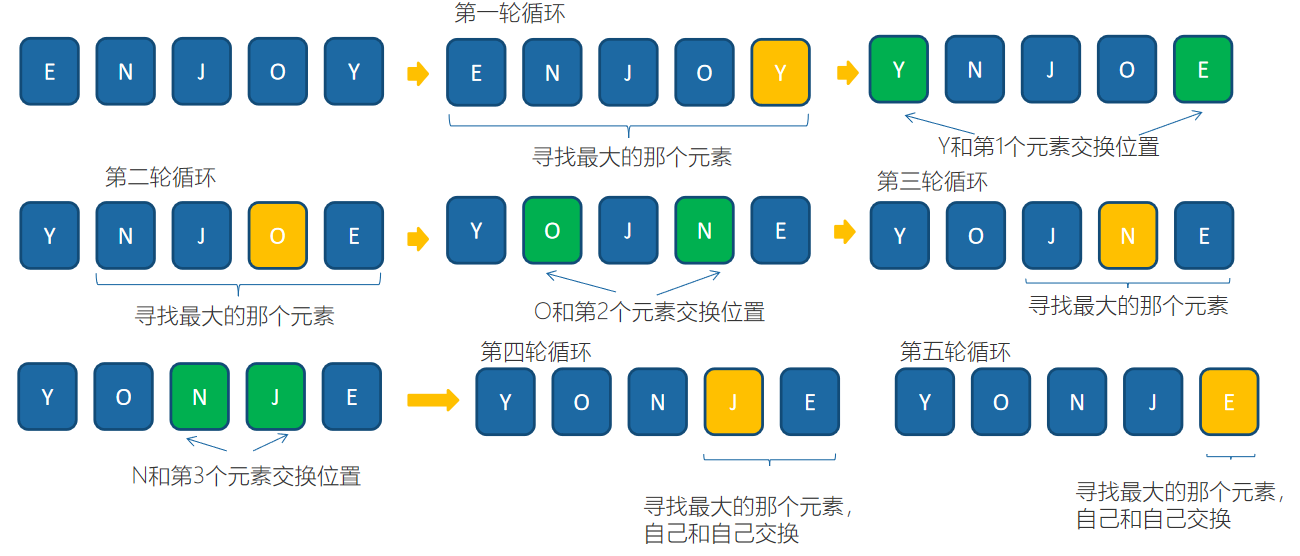 第一轮循环
E N J O Y
E N J O Y
Y N J O E
寻找最大的那个元素
Y和第1个元素交换位置
第二轮循环
第三轮循环
Y N J O E
Y O J N E
Y O J N E
寻找最大的那个元素
O和第2个元素交换位置
寻找最大的那个元素
第四轮循环
第五轮循环
Y O N J E
Y O N J E
Y O N J E
N和第3个元素交换位置
寻找最大的那个元素，
自己和自己交换
寻找最大的那个元素，
自己和自己交换